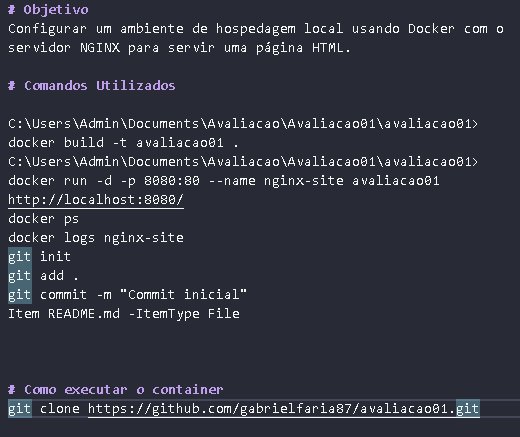 # Objetivo
Configurar um ambiente de hospedagem local usando Docker com o
servidor NGINX para servir uma página HTML.
# Comandos Utilizados
C:\Users\Admin\Documents\Avaliacao\Avaliacao01\avaliacao01>
docker build -t avaliacao01 .
C:\Users\Admin\Documents\Avaliacao\Avaliacao01\avaliacao01>
docker run -d -p 8080:80 --name nginx-site avaliacao01
http://localhost:8080/
docker ps
docker logs nginx-site
git init
git add .
git commit -m "Commit inicial"
Item README.md -ItemType File
# Como executar o container
git clone https://github.com/gabrielfaria87/avaliacao01.git